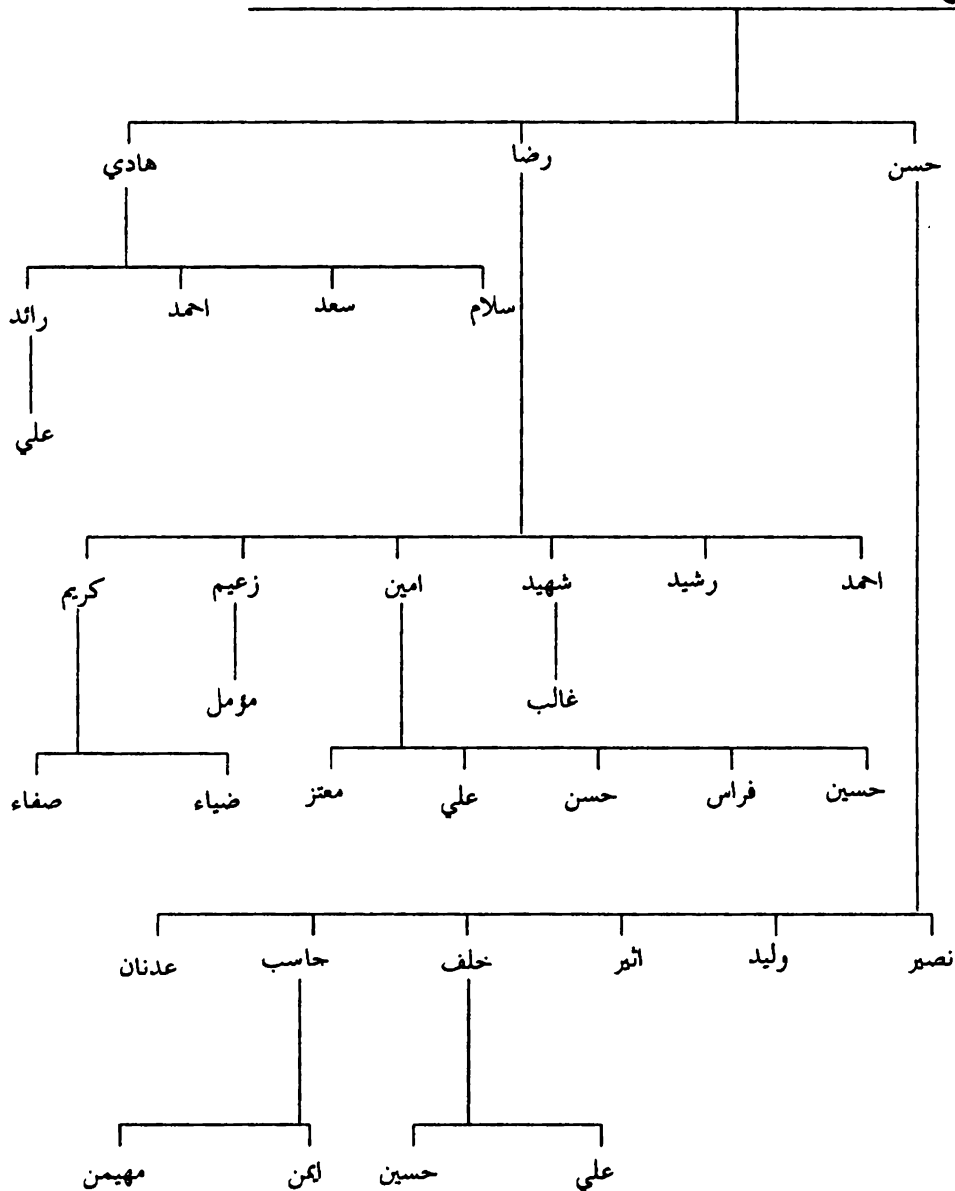 حسن رضا هادي
سلام سعد احمد رائد
علي
احمد رشيد شهيد امين زعيم كريم
غالب مؤمل
حسين فراس حسن علي معتز ضياء صفاء
نصير وليد اثير خلف حاسب عدنان
علي حسين ايمن مهيمن